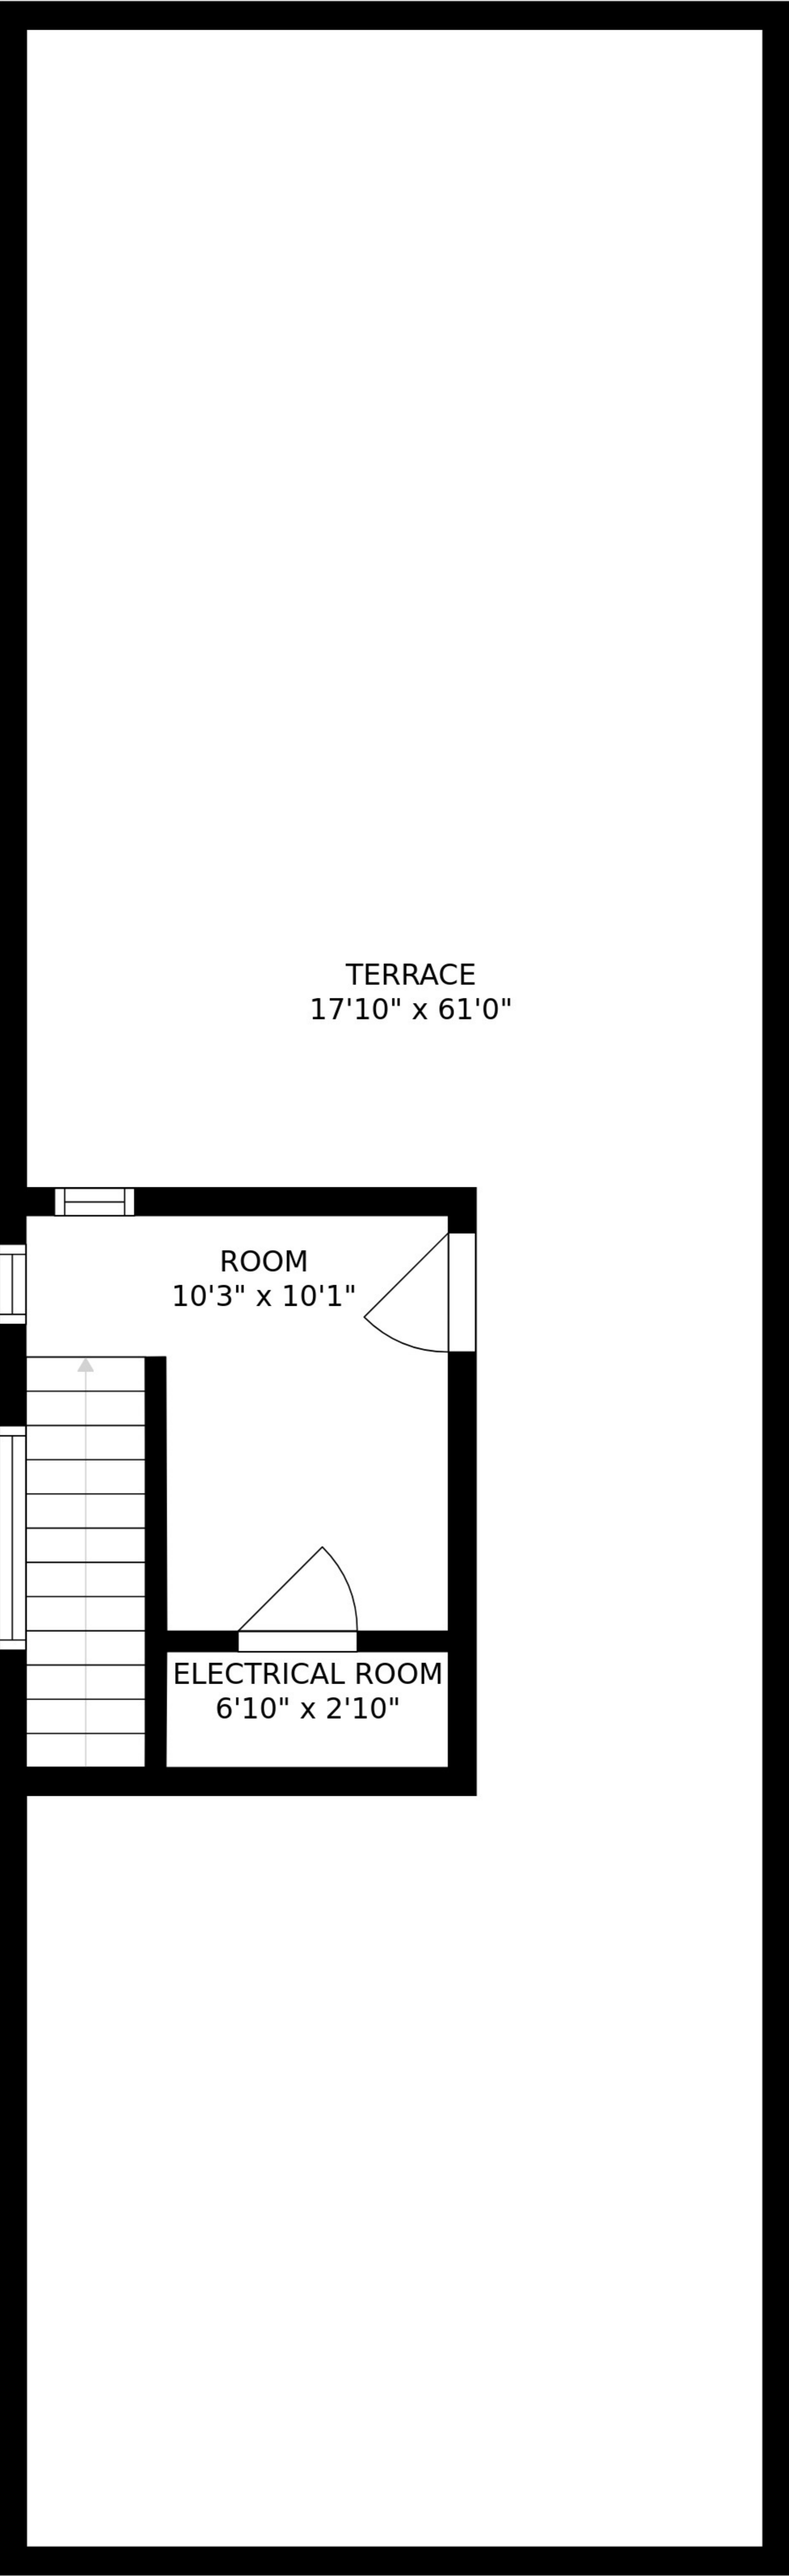 TERRACE
17'10" x 61'0"
ROOM
10'3" x 10'1"
ELECTRICAL ROOM
6'10" x 2'10"